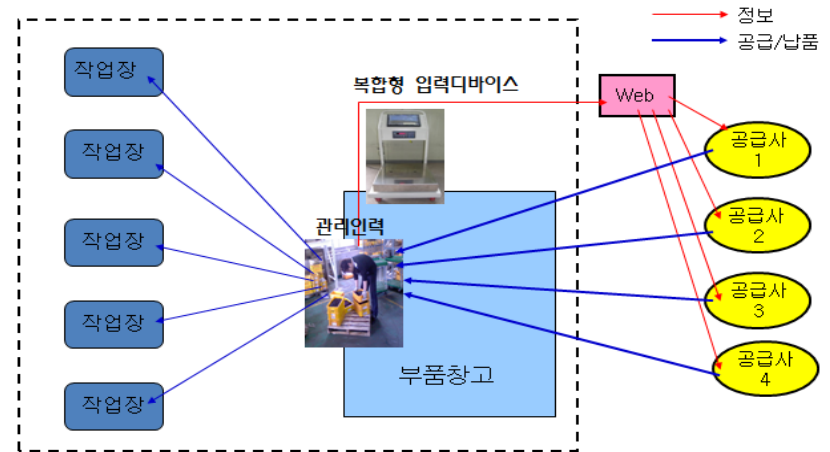 정보
공급/납품
작업장
복합형 입력디바이스
Web
공급사
1
작업장
공급사
2
작업장
관리인력
공급사
3
작업장
부품창고
공급사
4
작업장